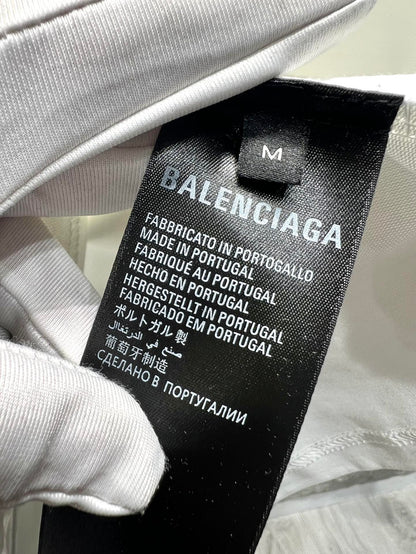 M
BALENCIAGA
FABBRICATO IN PORTOGALLO
MADE IN PORTUGAL
FABRIQUÉ AU PORTUGAL
HECHO EN PORTUGAL
HERGESTELLT IN PORTUGAL
FABRICADO EM PORTUGAL
ポルトガル製
صنع في البرتغال
葡萄牙制造
СДЕЛАНО В ПОРТУГАЛИИ